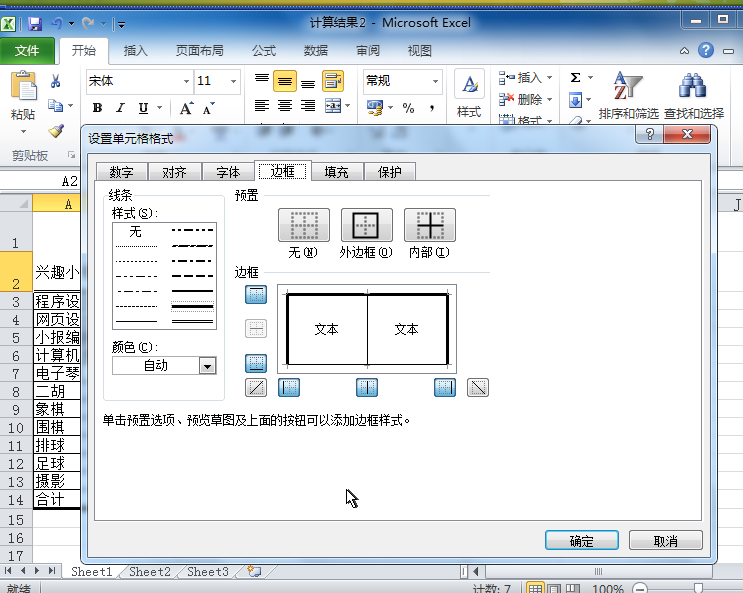 计算结果2 - Microsoft Excel
文件 开始 插入 页面布局 公式 数据 审阅 视图
宋体 11 常规 插入 Σ
粘贴 B I U A A % , 样式 删除 排序和筛选 查找和选择
格式
剪贴板
设置单元格格式
A2
数字 对齐 字体 边框 填充 保护
A J
线条 预置
样式(S):
无
无(N) 外边框(O) 内部(I)
边框
文本 文本
颜色(C):
自动
单击预置选项、预览草图及上面的按钮可以添加边框样式。
1
2 兴趣小
3 程序设
4 网页设
5 小报编
6 计算机
7 电子琴
8 二胡
9 象棋
10 围棋
11 排球
12 足球
13 摄影
14 合计
15
16
17
确定 取消
Sheet1 Sheet2 Sheet3
就绪 计数: 7 100%